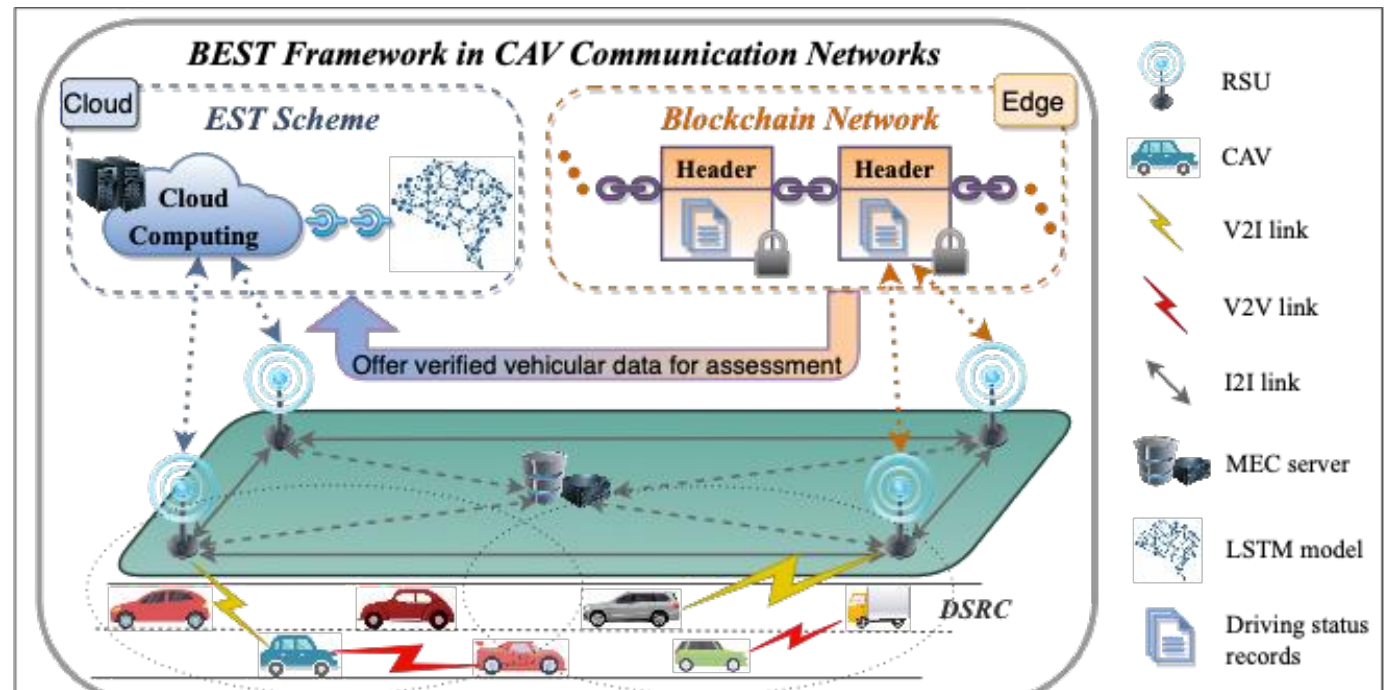 BEST Framework in CAV Communication Networks
Cloud
EST Scheme
Cloud
Computing
Edge
Blockchain Network
Header
Header
Offer verified vehicular data for assessment
DSRC
RSU
CAV
V2I link
V2V link
I2I link
MEC server
LSTM model
Driving status
records